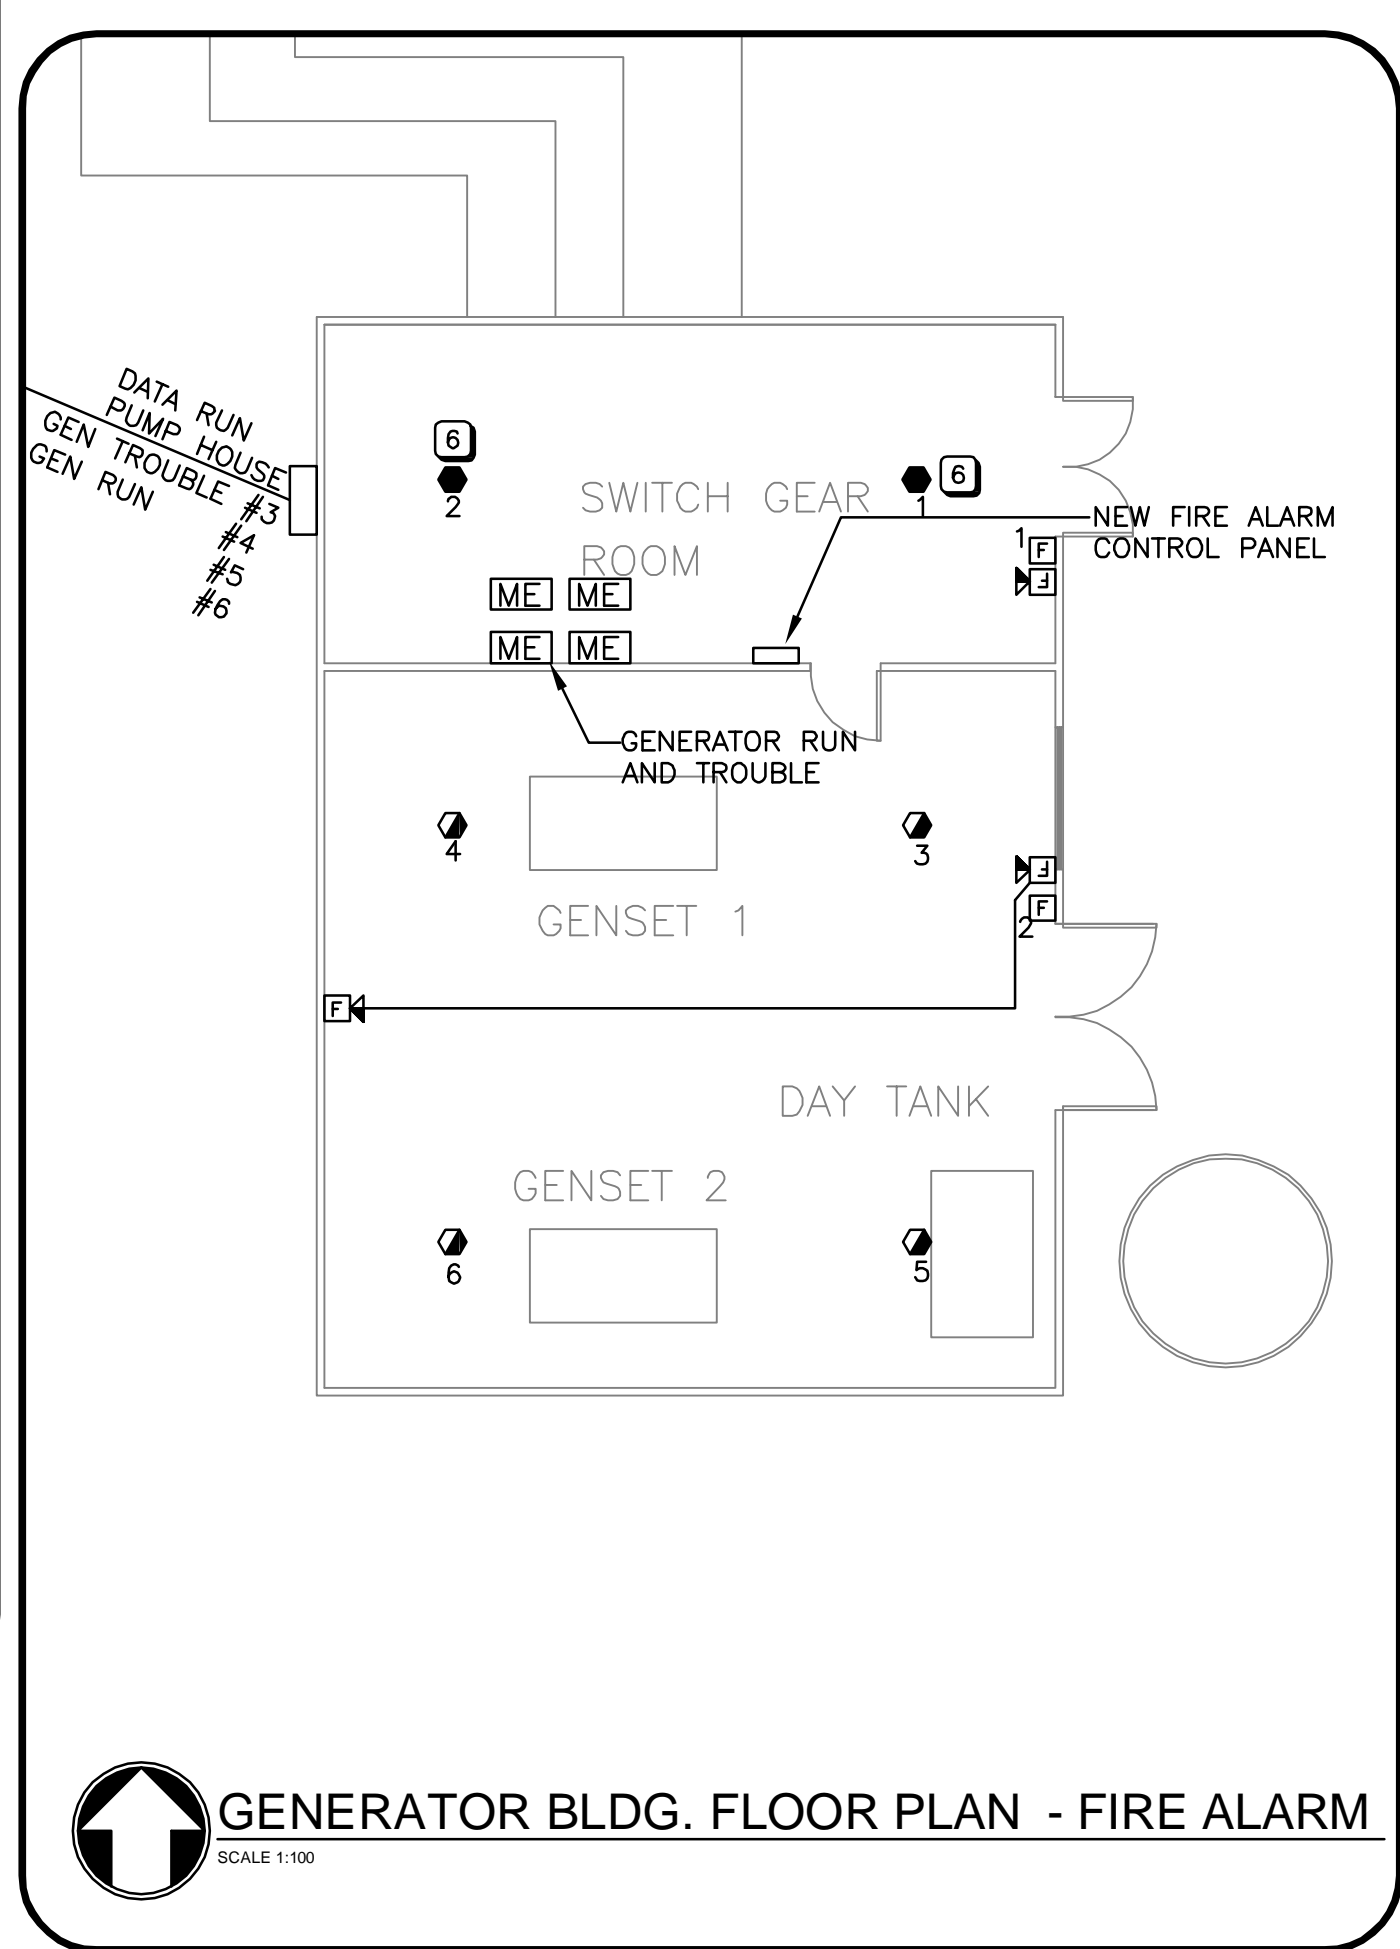 DATA RUN
PUMP HOUSE
GEN TROUBLE #3
GEN RUN #4
#5
#6
6
2
SWITCH GEAR
ROOM
6
1
NEW FIRE ALARM
CONTROL PANEL
1
F
F
ME ME
ME ME
GENERATOR RUN
AND TROUBLE
4
3
F
F
2
GENSET 1
F
DAY TANK
GENSET 2
6
5
GENERATOR BLDG. FLOOR PLAN - FIRE ALARM
SCALE 1:100